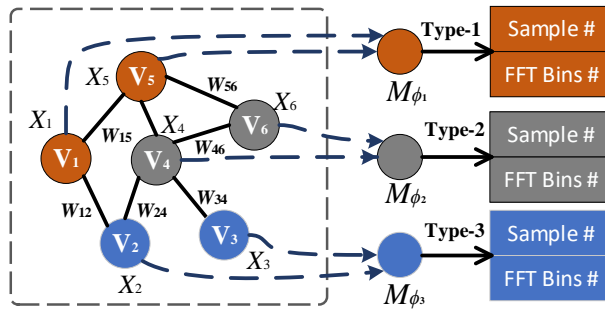 Type-1
Sample #
FFT Bins #
V5
W56
X5
Mϕ1
X1
X4
X6
V6
Type-2
Sample #
W15
W46
V1
V4
FFT Bins #
Mϕ2
W34
W12
W24
V2
V3
Type-3
Sample #
X3
FFT Bins #
X2
Mϕ3